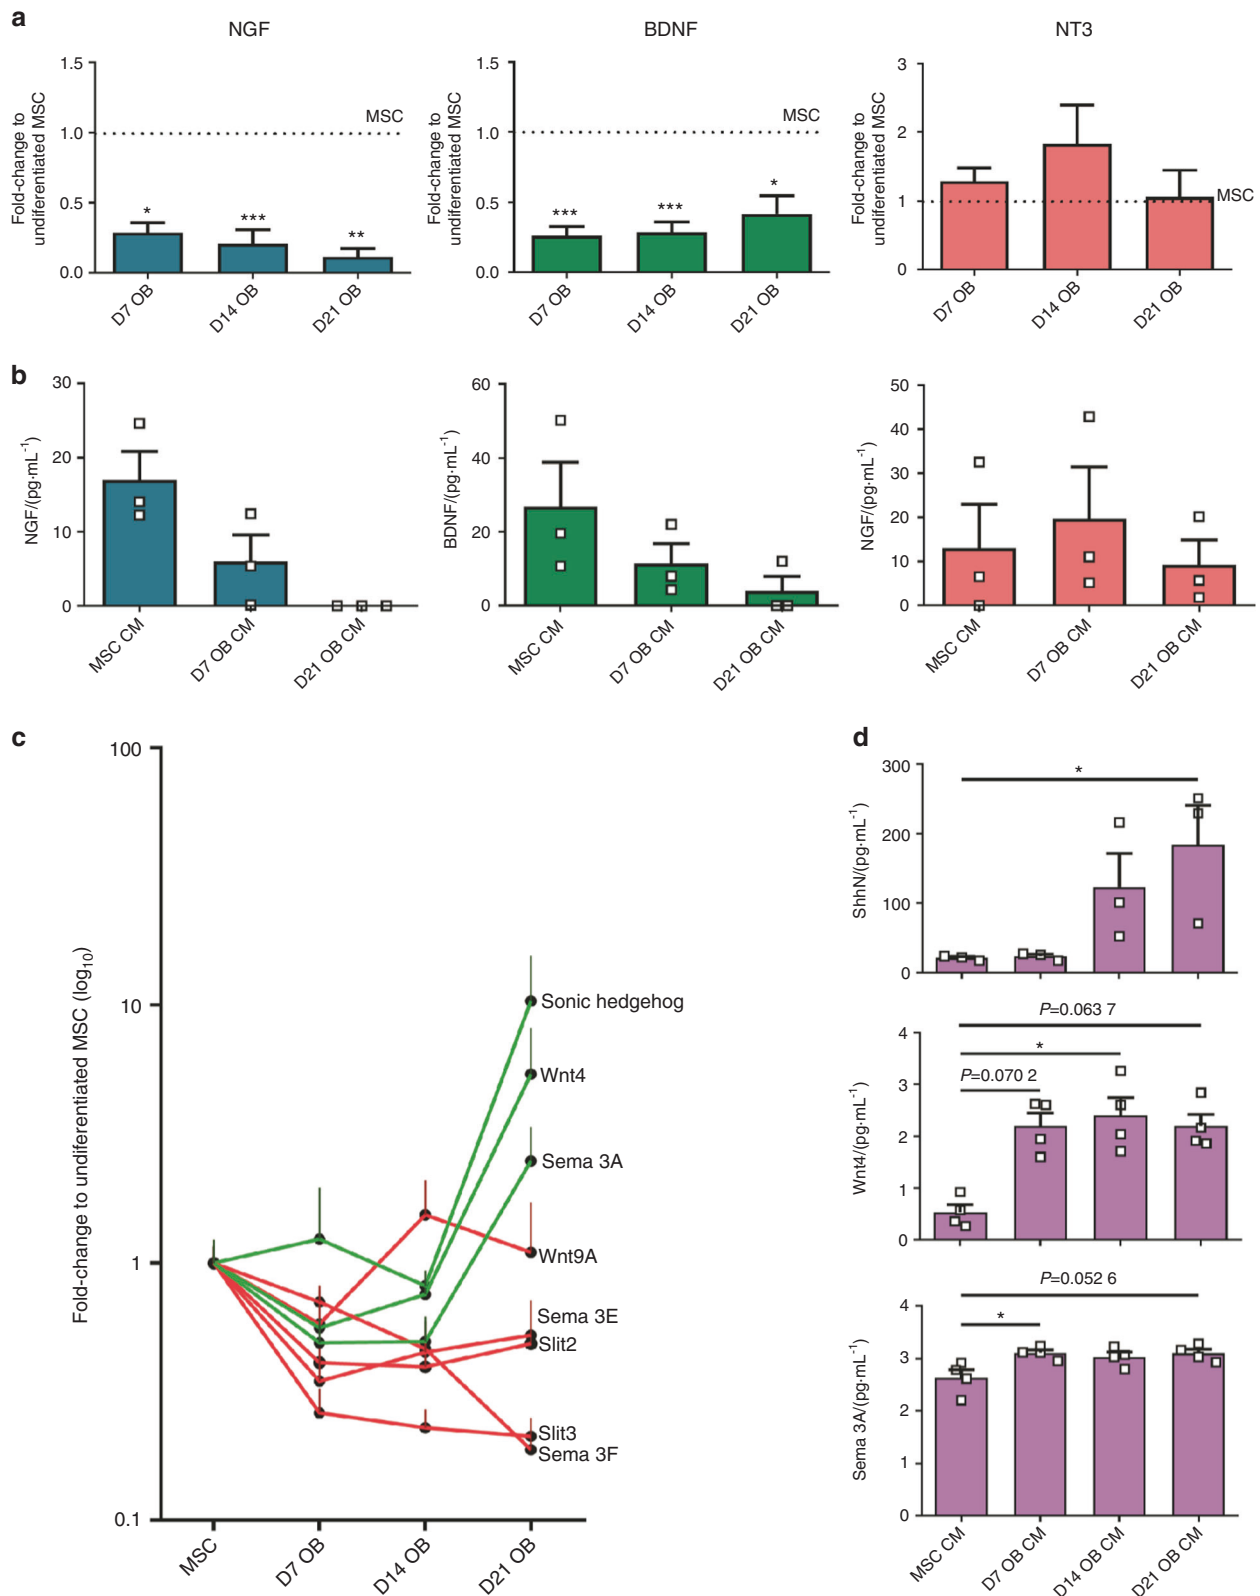 a
NGF
BDNF
NT3
Fold-change to
undifferentiated MSC
1.5
1.0
0.5
0.0
MSC
*
***
**
D7 OB
D14 OB
D21 OB
Fold-change to
undifferentiated MSC
1.5
1.0
0.5
0.0
MSC
***
***
*
D7 OB
D14 OB
D21 OB
Fold-change to
undifferentiated MSC
3
2
1
0
MSC
D7 OB
D14 OB
D21 OB
b
NGF/(pg·mL⁻¹)
30
20
10
0
MSC CM
D7 OB CM
D21 OB CM
BDNF/(pg·mL⁻¹)
60
40
20
0
MSC CM
D7 OB CM
D21 OB CM
NGF/(pg·mL⁻¹)
50
40
30
20
10
0
MSC CM
D7 OB CM
D21 OB CM
c
Fold-change to undiferentiated MSC (log₁₀)
100
10
1
0.1
Sonic hedgehog
Wnt4
Sema 3A
Wnt9A
Sema 3E
Slit2
Slit3
Sema 3F
MSC
D7 OB
D14 OB
D21 OB
d
ShhN/(pg·mL⁻¹)
300
200
100
0
*
Wnt4/(pg·mL⁻¹)
4
3
2
1
0
P=0.063 7
*
P=0.070 2
Sema 3A/(pg·mL⁻¹)
4
3
2
1
0
P=0.052 6
*
MSC CM
D7 OB CM
D14 OB CM
D21 OB CM